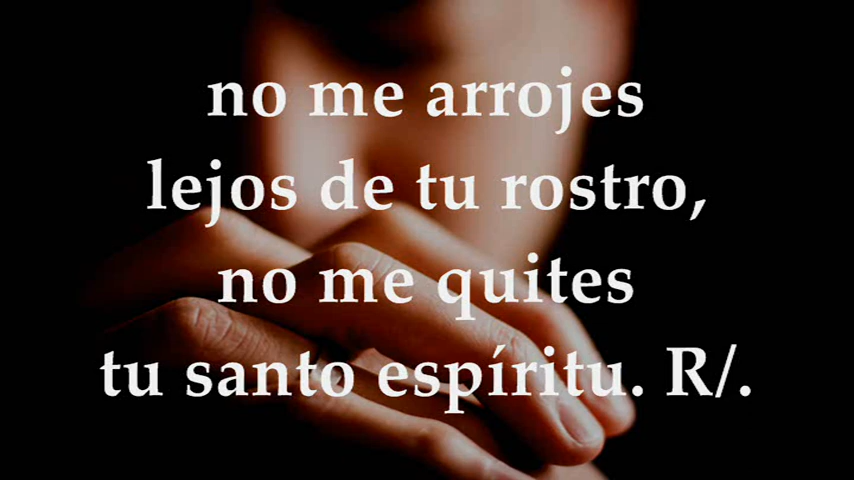 no me arrojes
lejos de tu rostro,
no me quites
tu santo espíritu. R/.